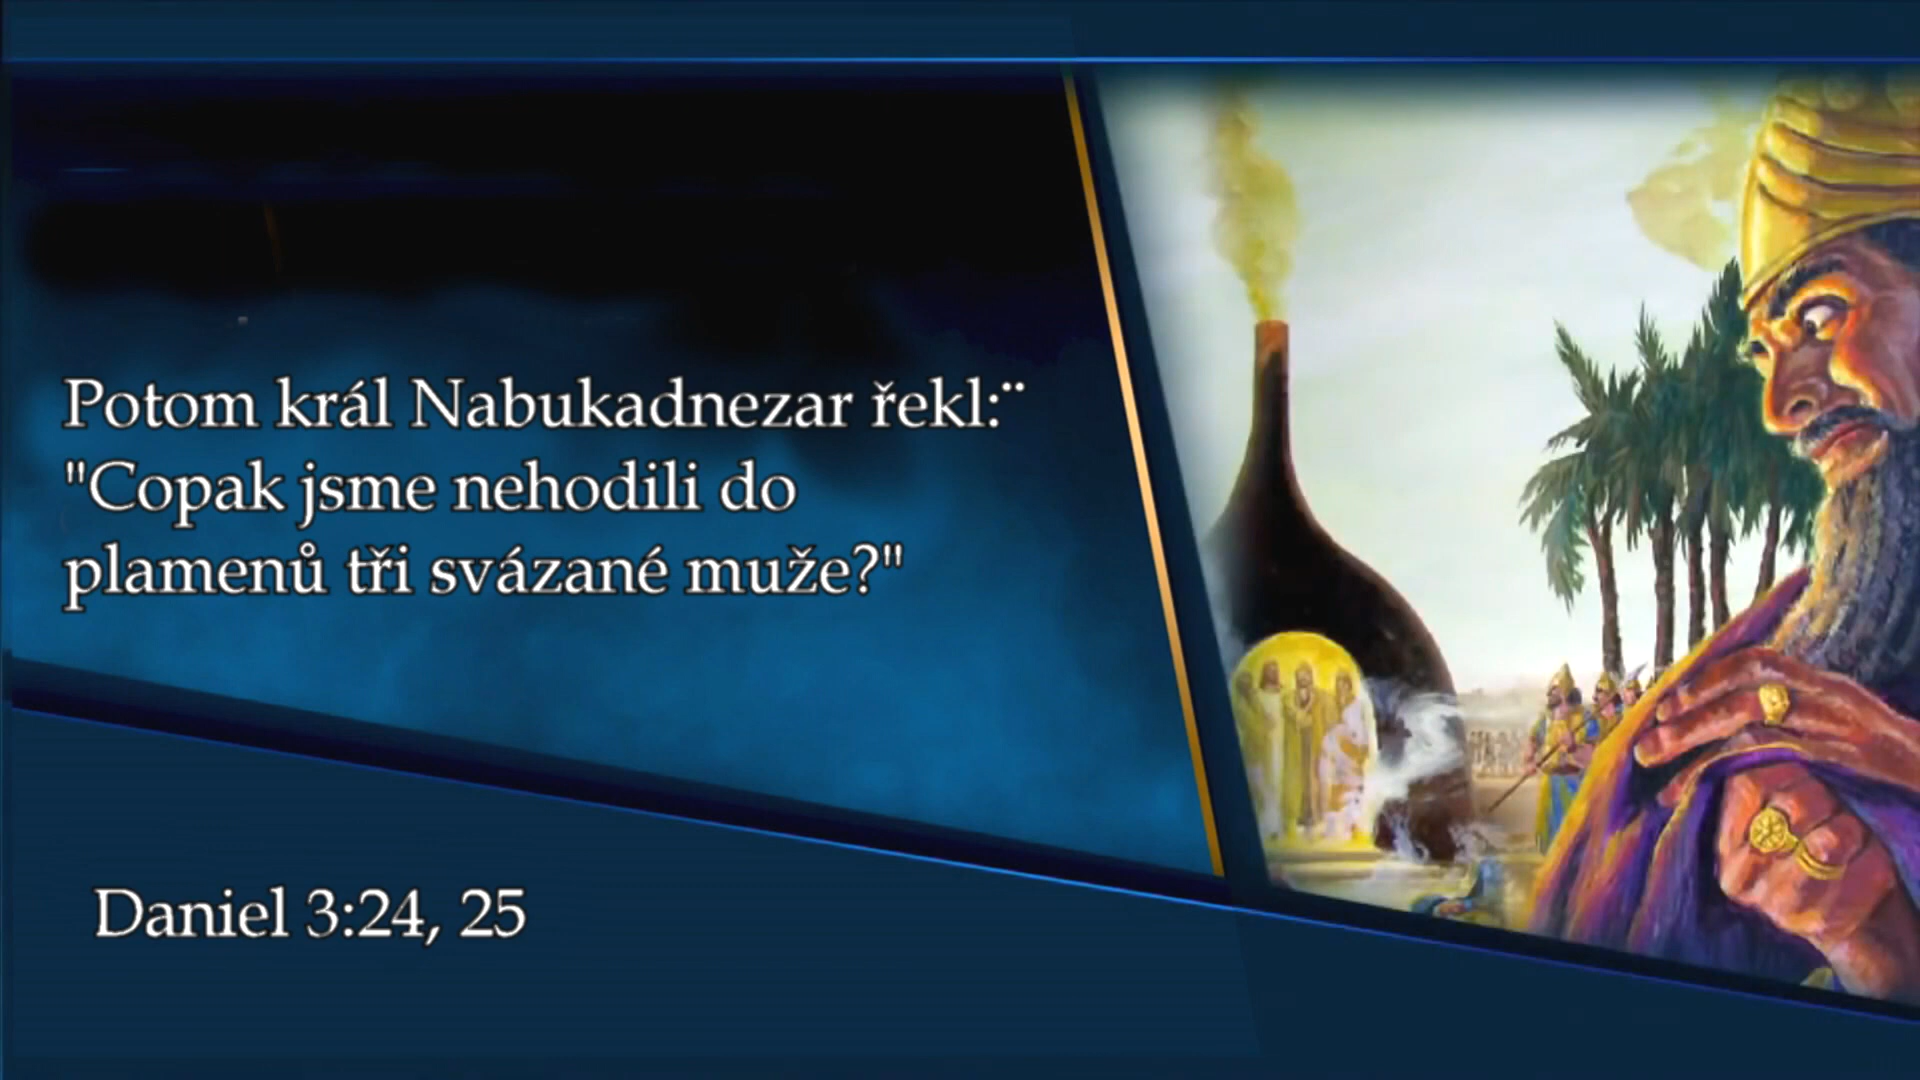 Potom král Nabukadnezar řekl:¨
"Copak jsme nehodili do
plamenů tři svázané muže?"
Daniel 3:24, 25